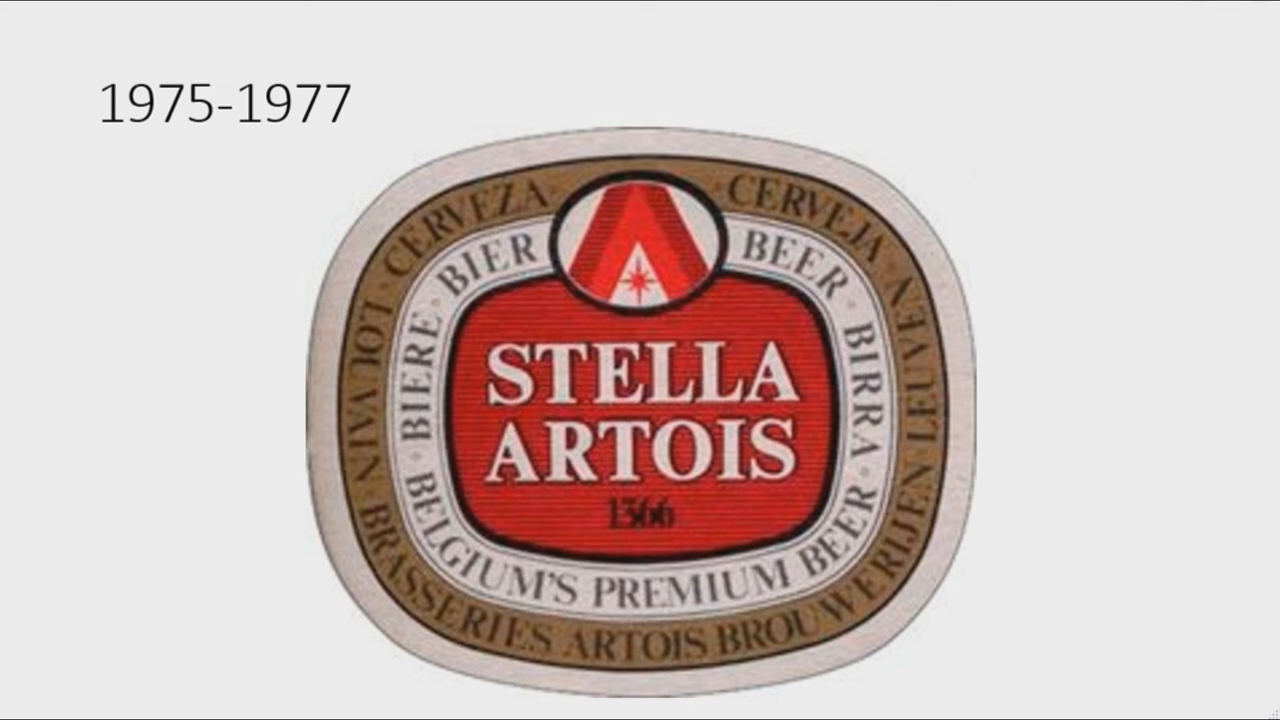 1975-1977
CERVEZA
CERVEJA
BIER
BEER
BIERE
BIRRA
STELLA
ARTOIS
1366
BELGIUM'S PREMIUM BEER
LOUVAIN BRASSERIES ARTOIS BROUWERIJEN LEUVEN